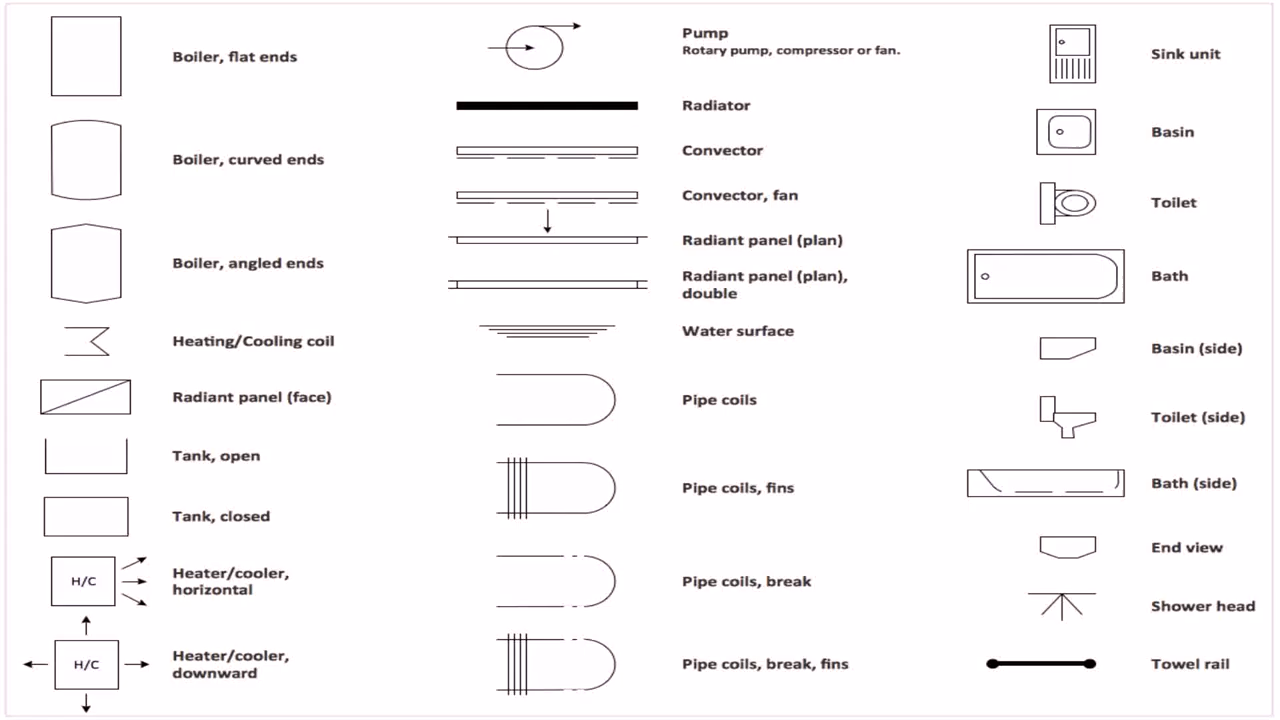 Boiler, flat ends
Boiler, curved ends
Boiler, angled ends
Heating/Cooling coil
Radiant panel (face)
Tank, open
Tank, closed
H/C
Heater/cooler,
horizontal
H/C
Heater/cooler,
downward
Pump
Rotary pump, compressor or fan.
Radiator
Convector
Convector, fan
Radiant panel (plan)
Radiant panel (plan),
double
Water surface
Pipe coils
Pipe coils, fins
Pipe coils, break
Pipe coils, break, fins
Sink unit
Basin
Toilet
Bath
Basin (side)
Toilet (side)
Bath (side)
End view
Shower head
Towel rail